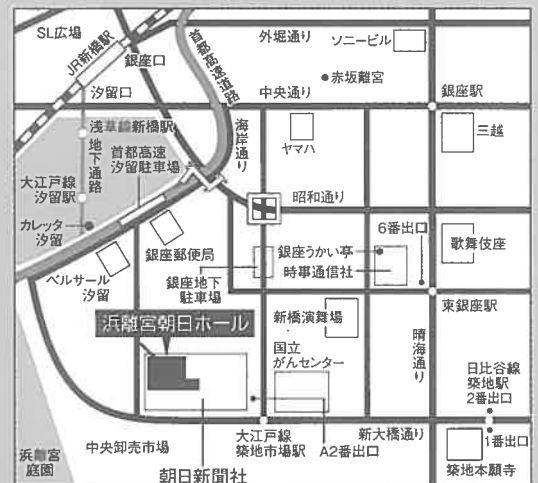 SL広場
JR新橋駅
銀座口
汐留口
首都高速道路
外堀通り
ソニービル
赤坂離宮
中央通り
銀座駅
浅草線新橋駅
地下通路
首都高速
汐留駐車場
海岸通り
ヤマハ
三越
大江戸線
汐留駅
カレッタ
汐留
昭和通り
6番出口
歌舞伎座
銀座郵便局
銀座うかい亭
時事通信社
ベルサール
汐留
銀座地下
駐車場
東銀座駅
浜離宮朝日ホール
新橋演舞場
国立
がんセンター
晴海通り
日比谷線
築地駅
2番出口
中央卸売市場
大江戸線
築地市場駅
A2番出口
新大橋通り
1番出口
浜離宮
庭園
朝日新聞社
築地本願寺